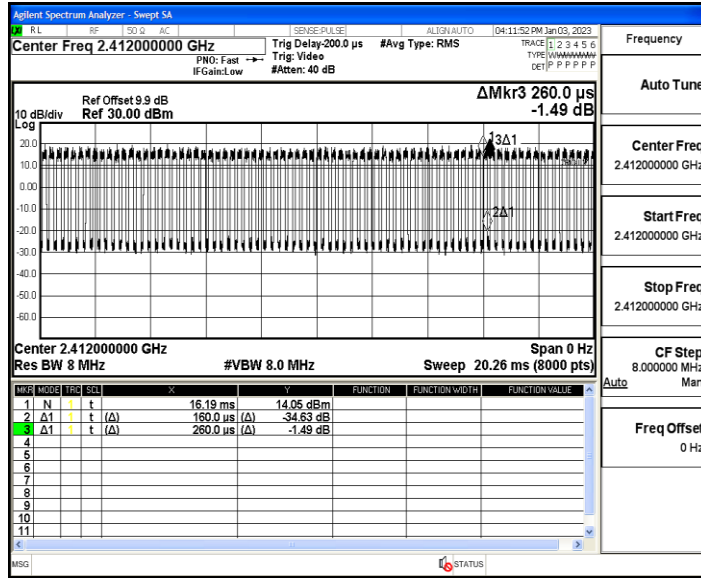 Agilent Spectrum Analyzer - Swept SA
RL RF 50 Ω AC SENSE:PULSE ALIGN AUTO 04:11:52 PM Jan 03, 2023
Center Freq 2.412000000 GHz
PNO: Fast
IFGain:Low
Trig Delay-200.0 µs
Trig: Video
#Atten: 40 dB
#Avg Type: RMS
TRACE 1 2 3 4 5 6
TYPE
DET P P P P P P
ΔMkr3 260.0 µs
-1.49 dB
Ref Offset 9.9 dB
Ref 30.00 dBm
10 dB/div
Log
20.0
10.0
0.00
-10.0
-20.0
-30.0
-40.0
-50.0
-60.0
1
3Δ1
2Δ1
Center 2.412000000 GHz Span 0 Hz
Res BW 8 MHz #VBW 8.0 MHz Sweep 20.26 ms (8000 pts)
MKR MODE TRC SCL X Y FUNCTION FUNCTION WIDTH FUNCTION VALUE
1 N 1 t 16.19 ms 14.05 dBm
2 Δ1 1 t (Δ) 160.0 µs (Δ) -34.63 dB
3 Δ1 1 t (Δ) 260.0 µs (Δ) -1.49 dB
4
5
6
7
8
9
10
11
MSG STATUS
Frequency
Auto Tune
Center Freq
2.412000000 GHz
Start Freq
2.412000000 GHz
Stop Freq
2.412000000 GHz
CF Step
8.000000 MHz
Auto Man
Freq Offset
0 Hz